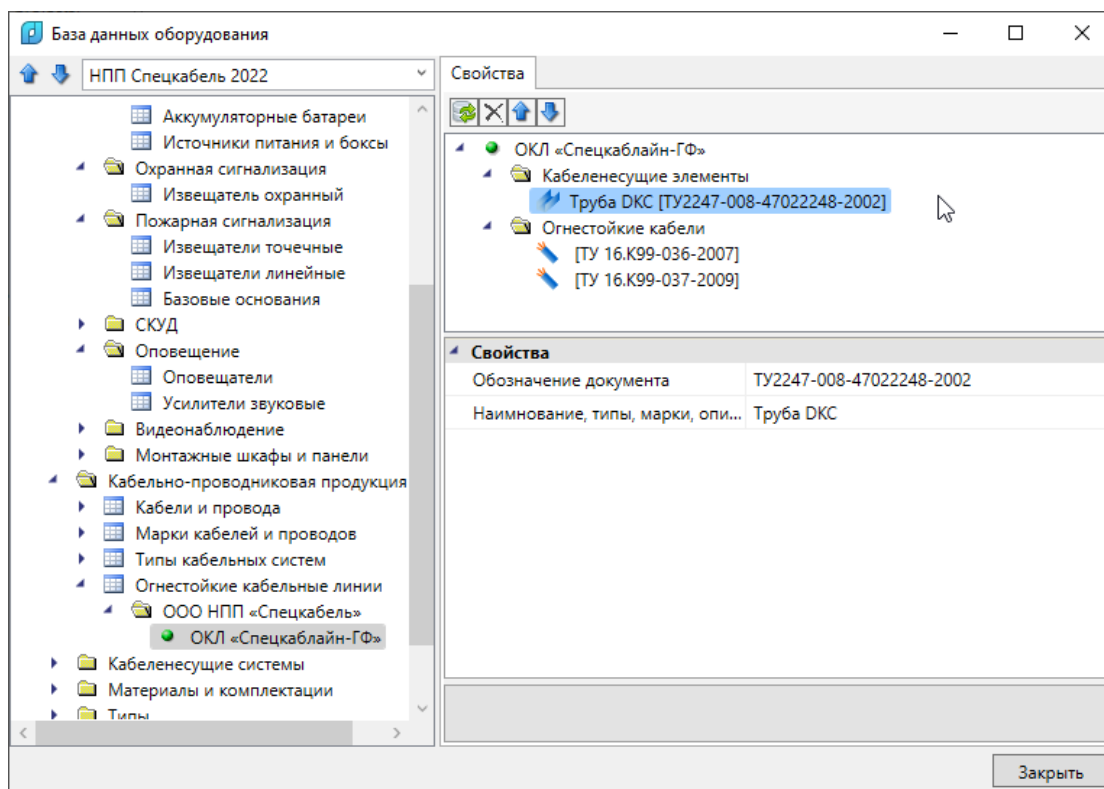 База данных оборудования
НПП Спецкабель 2022
Аккумуляторные батареи
Источники питания и боксы
Охранная сигнализация
Извещатель охранный
Пожарная сигнализация
Извещатели точечные
Извещатели линейные
Базовые основания
СКУД
Оповещение
Оповещатели
Усилители звуковые
Видеонаблюдение
Монтажные шкафы и панели
Кабельно-проводниковая продукция
Кабели и провода
Марки кабелей и проводов
Типы кабельных систем
Огнестойкие кабельные линии
ООО НПП «Спецкабель»
ОКЛ «Спецкаблайн-ГФ»
Кабеленесущие системы
Материалы и комплектации
Типы
Свойства
ОКЛ «Спецкаблайн-ГФ»
Кабеленесущие элементы
Труба DКС [ТУ2247-008-47022248-2002]
Огнестойкие кабели
[ТУ 16.К99-036-2007]
[ТУ 16.К99-037-2009]
Свойства
Обозначение документа ТУ2247-008-47022248-2002
Наимнование, типы, марки, опи... Труба DКС
Закрыть